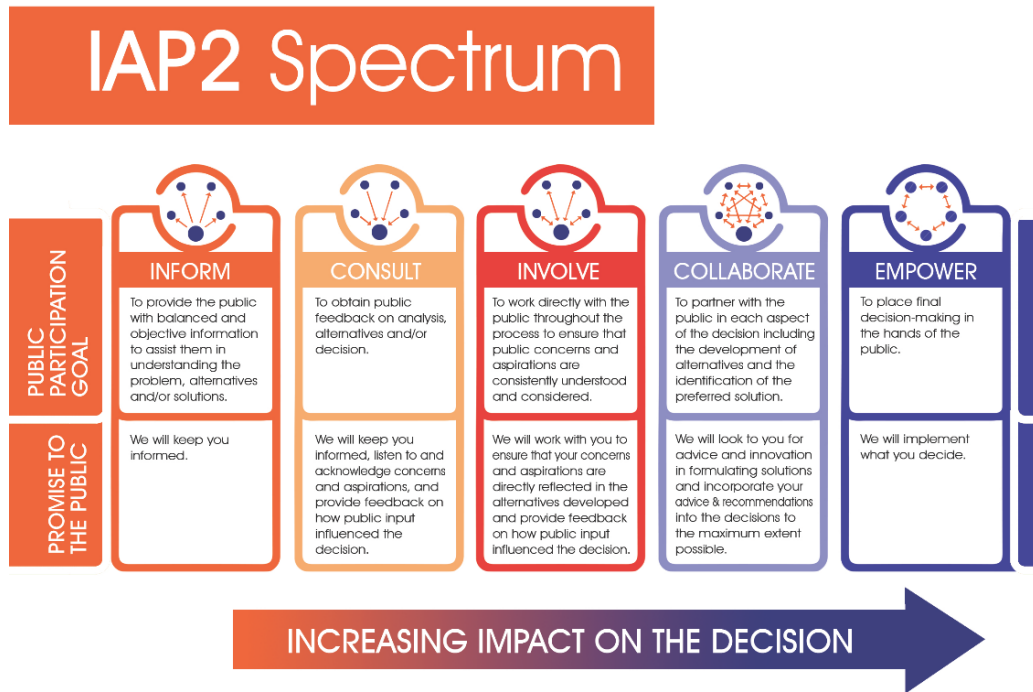 IAP2 Spectrum
INFORM
CONSULT
INVOLVE
COLLABORATE
EMPOWER
PUBLIC
PARTICIPATION
GOAL
To provide the public
with balanced and
objective information
to assist them in
understanding the
problem, alternatives
and/or solutions.
To obtain public
feedback on analysis,
alternatives and/or
decision.
To work directly with the
public throughout the
process to ensure that
public concerns and
aspirations are
consistently understood
and considered.
To partner with the
public in each aspect
of the decision including
the development of
alternatives and the
identification of the
preferred solution.
To place final
decision-making in
the hands of the
public.
PROMISE TO
THE PUBLIC
We will keep you
informed.
We will keep you
informed, listen to and
acknowledge concerns
and aspirations, and
provide feedback on
how public input
influenced the
decision.
We will work with you to
ensure that your concerns
and aspirations are
directly reflected in the
alternatives developed
and provide feedback
on how public input
influenced the decision.
We will look to you for
advice and innovation
in formulating solutions
and incorporate your
advice & recommendations
into the decisions to
the maximum extent
possible.
We will implement
what you decide.
INCREASING IMPACT ON THE DECISION